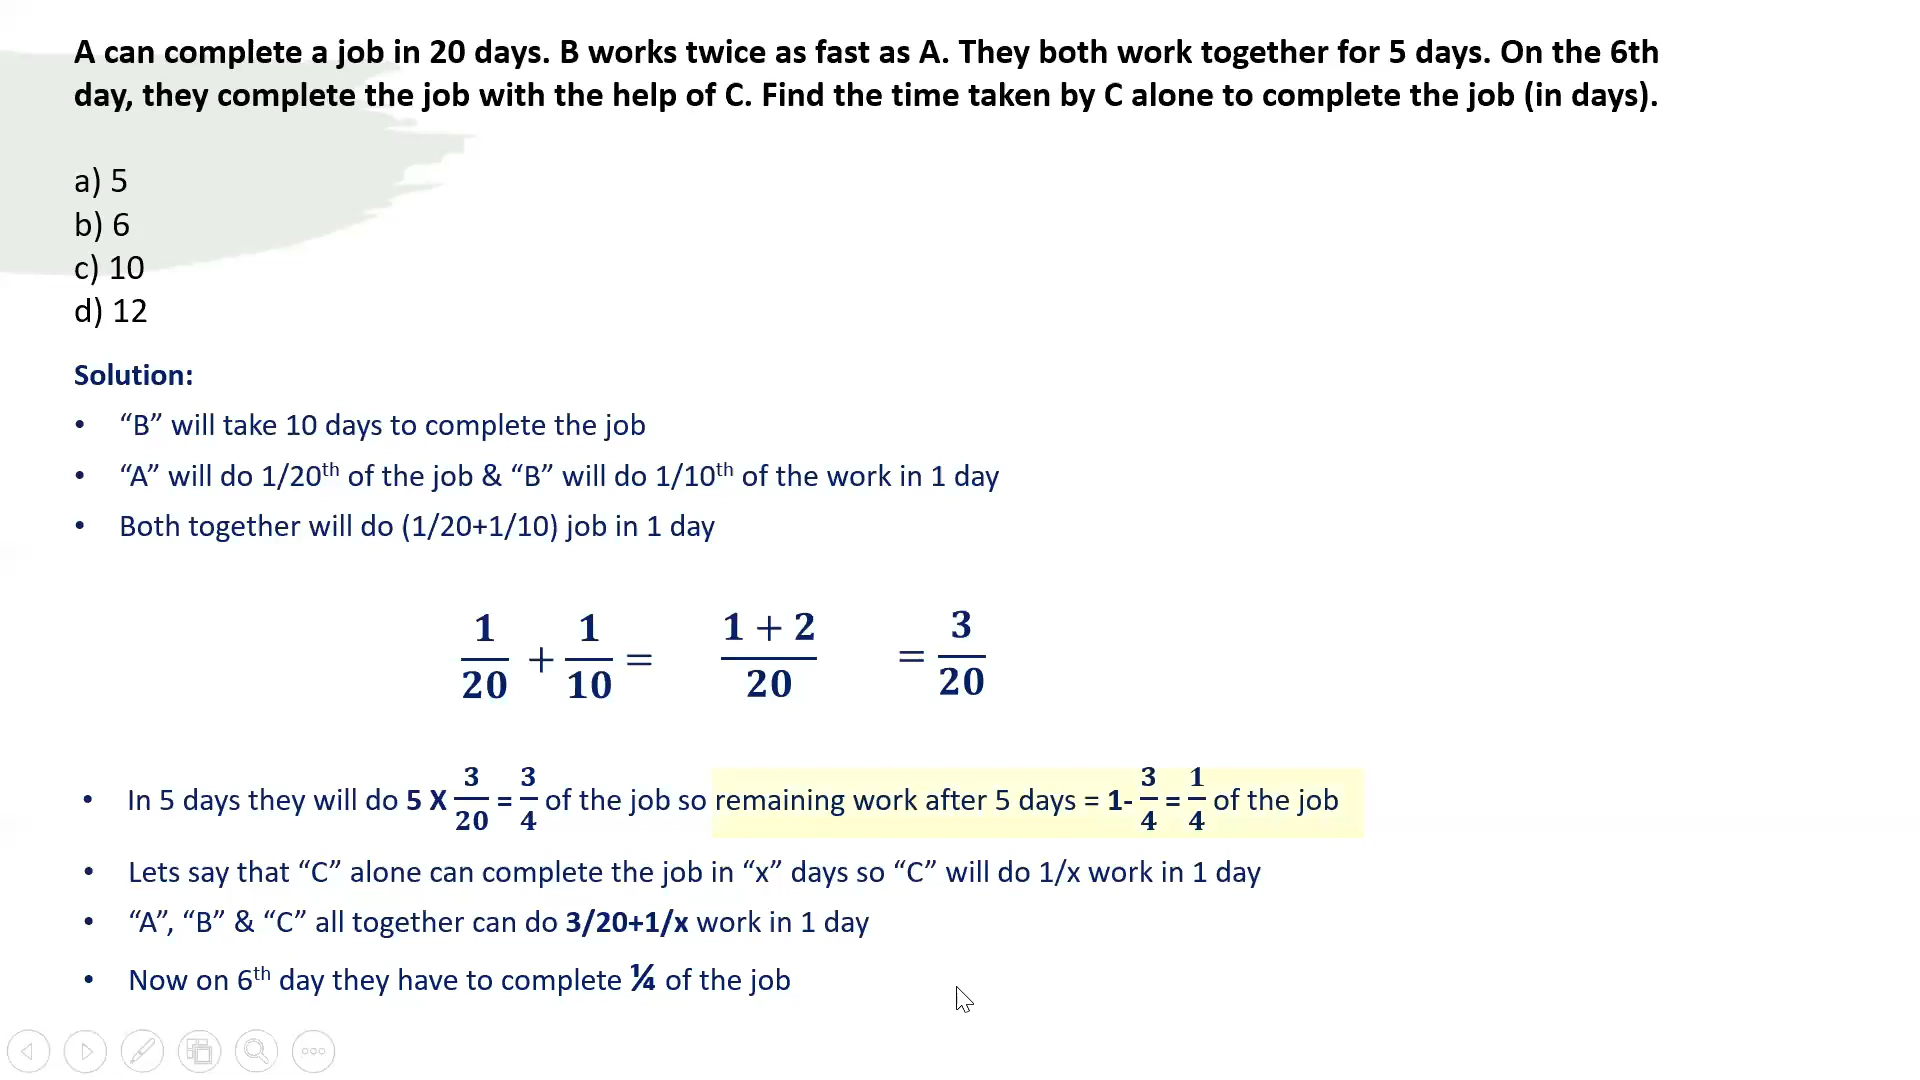 A can complete a job in 20 days. B works twice as fast as A. They both work together for 5 days. On the 6th
day, they complete the job with the help of C. Find the time taken by C alone to complete the job (in days).
a) 5
b) 6
c) 10
d) 12
Solution:
• “B” will take 10 days to complete the job
• “A” will do 1/20th of the job & “B” will do 1/10th of the work in 1 day
• Both together will do (1/20+1/10) job in 1 day
1/20 + 1/10 = 1 + 2/20 = 3/20
• In 5 days they will do 5 X 3/20 = 3/4 of the job so remaining work after 5 days = 1- 3/4 = 1/4 of the job
• Lets say that “C” alone can complete the job in “x” days so “C” will do 1/x work in 1 day
• “A”, “B” & “C” all together can do 3/20+1/x work in 1 day
• Now on 6th day they have to complete ¼ of the job